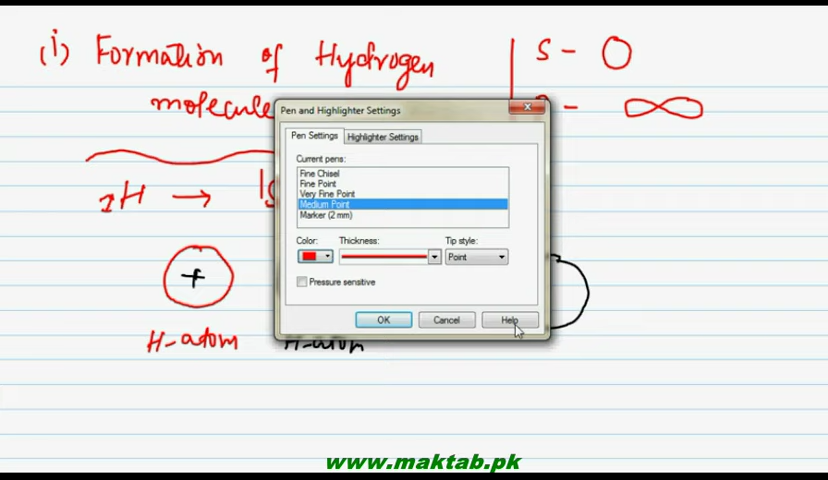 (i) Formation of Hydrogen
molecule
S - O
- ∞
Pen and Highlighter Settings
Pen Settings Highlighter Settings
Current pens:
Fine Chisel
Fine Point
Very Fine Point
Medium Point
Marker (2 mm)
Color: Thickness: Tip style:
Point
Pressure sensitive
OK Cancel Help
H →
+
H-atom H-atom
www.maktab.pk